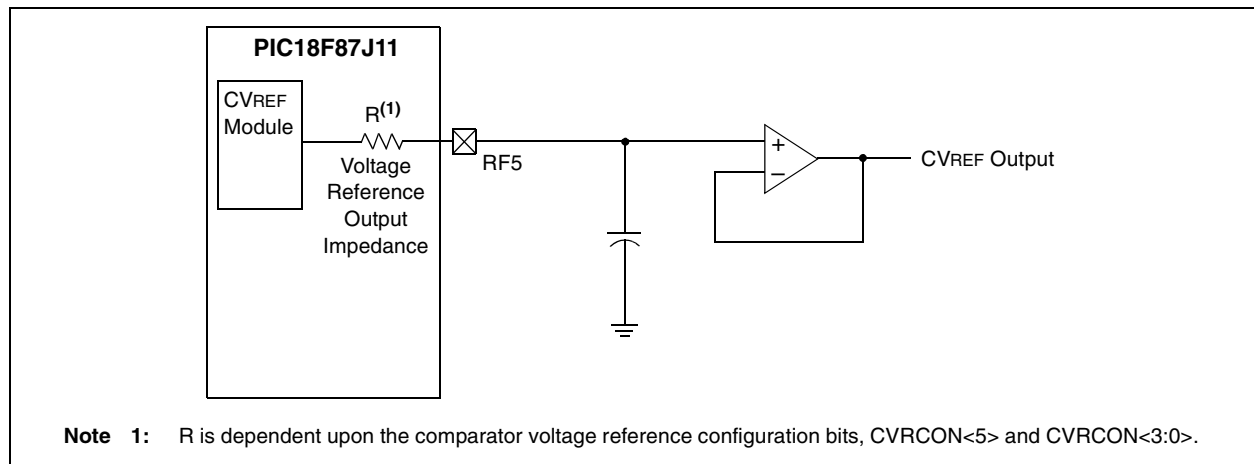 PIC18F87J11
CVREF
Module
R(1)
Voltage
Reference
Output
Impedance
RF5
+
–
CVREF Output
Note 1: R is dependent upon the comparator voltage reference configuration bits, CVRCON<5> and CVRCON<3:0>.